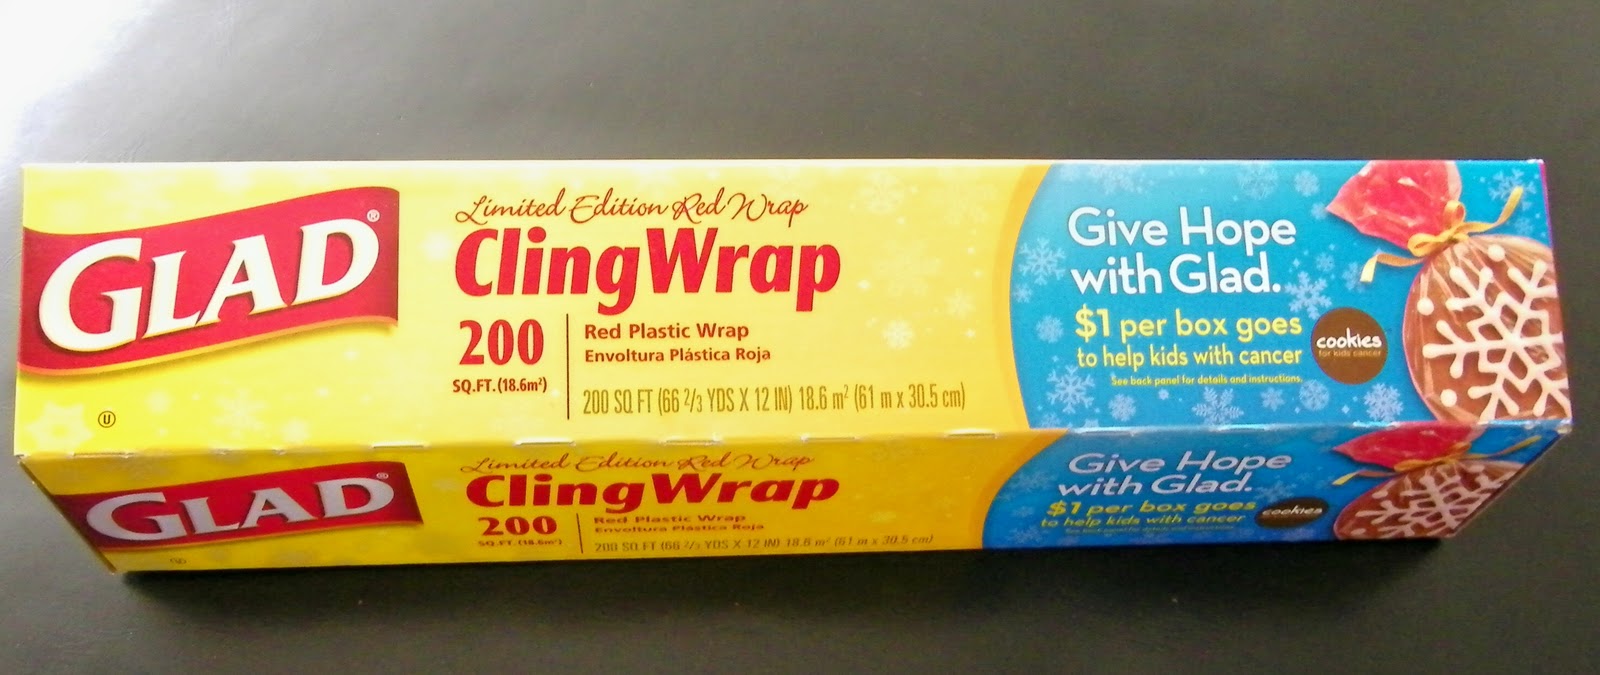 GLAD®
Limited Edition Red Wrap
ClingWrap
200
SQ.FT.(18.6m²)
Red Plastic Wrap
Envoltura Plástica Roja
200 SQ FT (66 2/3 YDS X 12 IN) 18.6 m² (61 m x 30.5 cm)
U
Give Hope
with Glad.
$1 per box goes
to help kids with cancer
See back panel for details and instructions.
cookies
for kids cancer
GLAD®
Limited Edition Red Wrap
ClingWrap
200
SQ.FT.(18.6m²)
Red Plastic Wrap
Envoltura Plástica Roja
200 SQ FT (66 2/3 YDS X 12 IN) 18.6 m² (61 m x 30.5 cm)
Give Hope
with Glad.
$1 per box goes
to help kids with cancer
cookies